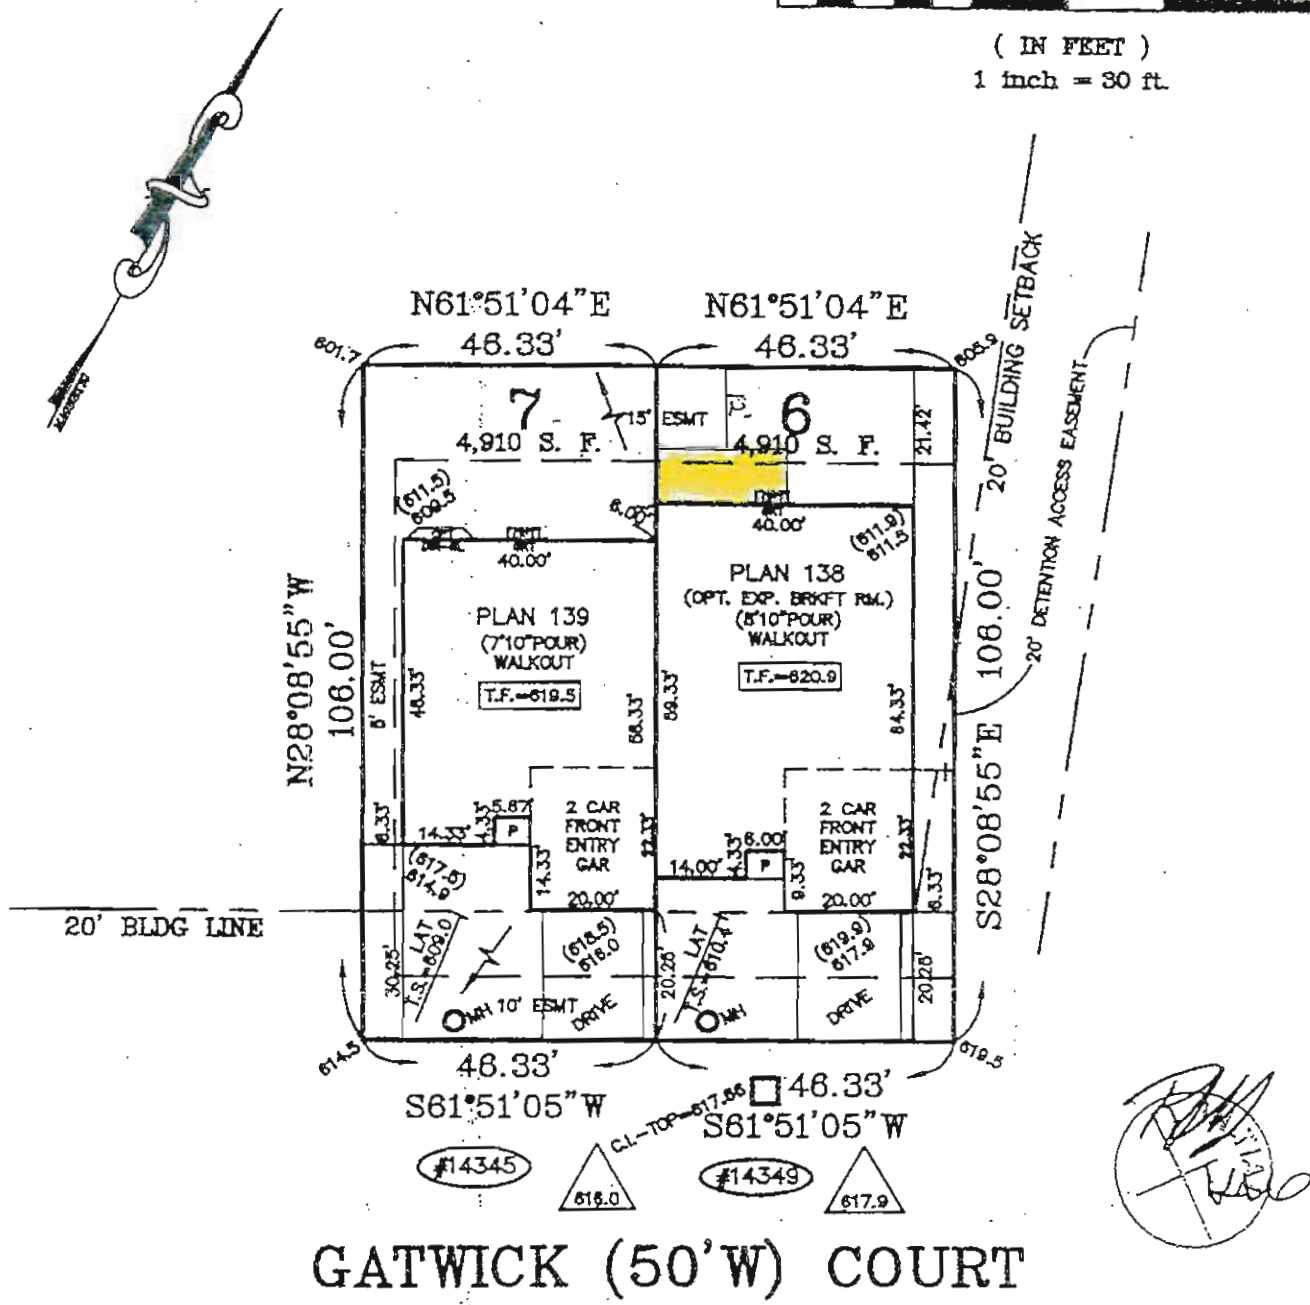 ( IN FEET )
1 inch = 30 ft.
20' BUILDING SETBACK
20' DETENTION ACCESS EASEMENT
N61°51'04"E
46.33'
N61°51'04"E
46.33'
601.7
605.9
7
4,910 S. F.
15' ESMT
6
4,910 S. F.
21.42'
(611.5)
609.5
6.00'
40.00'
40.00'
(611.9)
611.5
PLAN 139
(7'10"POUR)
WALKOUT
T.F.=619.5
PLAN 138
(OPT. EXP. BRKFT RM.)
(8'10"POUR)
WALKOUT
T.F.=620.9
N28°08'55"W
106.00'
S28°08'55"E
106.00'
48.33'
59.33'
64.33'
5.67'
4.33'
P
14.33'
14.33'
2 CAR
FRONT
ENTRY
GAR
22.33'
20.00'
6.00'
4.33'
P
14.00'
9.33'
2 CAR
FRONT
ENTRY
GAR
22.33'
20.00'
6.33'
(617.5)
614.9
20' BLDG LINE
30.25'
LAT
T.S.=609.0
(618.5)
616.0
20.25'
LAT
(619.9)
617.9
MH 10' ESMT
DRIVE
MH
DRIVE
614.5
619.5
46.33'
S61°51'05"W
46.33'
S61°51'05"W
C.I.-TOP=617.66
#14345
616.0
#14349
617.9
GATWICK (50'W) COURT